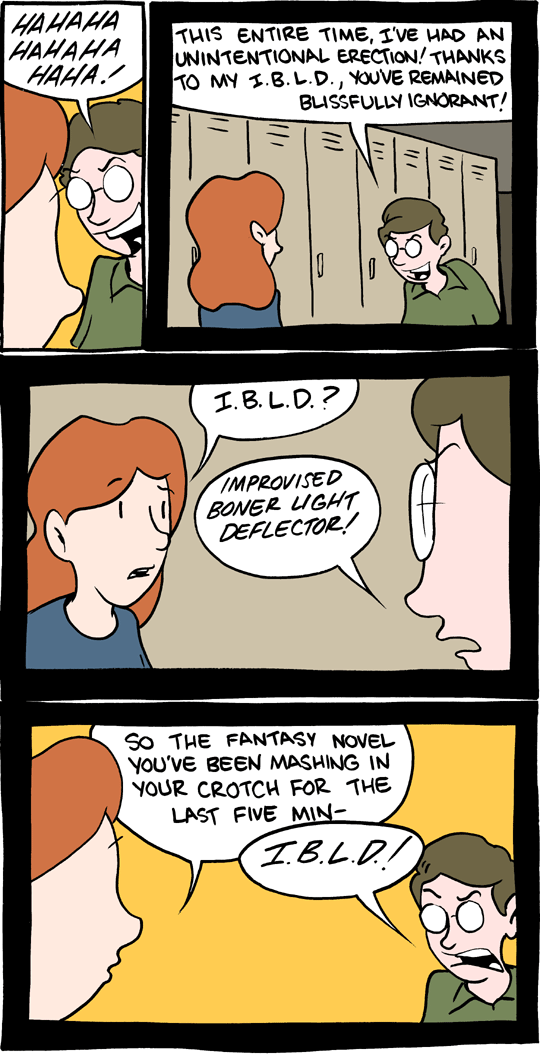 HAHAHA
HAHAHA
HAHA!
THIS ENTIRE TIME, I'VE HAD AN
UNINTENTIONAL ERECTION! THANKS
TO MY I.B.L.D., YOU'VE REMAINED
BLISSFULLY IGNORANT!
I.B.L.D.?
IMPROVISED
BONER LIGHT
DEFLECTOR!
SO THE FANTASY NOVEL
YOU'VE BEEN MASHING IN
YOUR CROTCH FOR THE
LAST FIVE MIN-
I.B.L.D.!